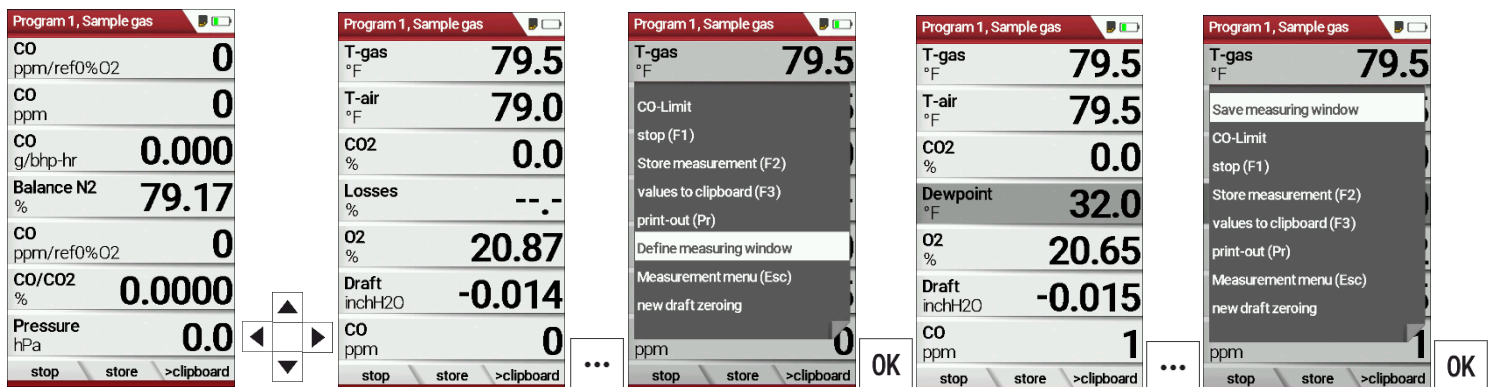 Program 1, Sample gas
CO 0
ppm/ref0%O2
CO 0
ppm
CO 0.000
g/bhp-hr
Balance N2 79.17
%
CO 0
ppm/ref0%O2
CO/CO2 0.0000
%
Pressure 0.0
hPa
stop store >clipboard
Program 1, Sample gas
T-gas 79.5
°F
T-air 79.0
°F
CO2 0.0
%
Losses --.-
%
O2 20.87
%
Draft -0.014
inchH2O
CO 0
ppm
stop store >clipboard
...
Program 1, Sample gas
T-gas 79.5
°F
CO-Limit
stop (F1)
Store measurement (F2)
values to clipboard (F3)
print-out (Pr)
Define measuring window
Measurement menu (Esc)
new draft zeroing
ppm 0
stop store >clipboard
OK
Program 1, Sample gas
T-gas 79.5
°F
T-air 79.5
°F
CO2 0.0
%
Dewpoint 32.0
°F
O2 20.65
%
Draft -0.015
inchH2O
CO 1
ppm
stop store >clipboard
...
Program 1, Sample gas
T-gas 79.5
°F
Save measuring window
CO-Limit
stop (F1)
Store measurement (F2)
values to clipboard (F3)
print-out (Pr)
Measurement menu (Esc)
new draft zeroing
ppm 1
stop store >clipboard
OK